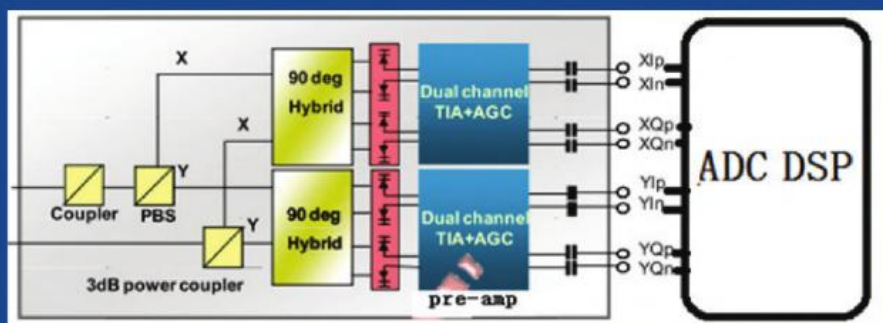 X
90 deg
Hybrid
X
Dual channel
TIA+AGC
XIp
XIn
XQp
XQn
Coupler
PBS
Y
Y
3dB power coupler
90 deg
Hybrid
Dual channel
TIA+AGC
pre-amp
YIp
YIn
YQp
YQn
ADC DSP